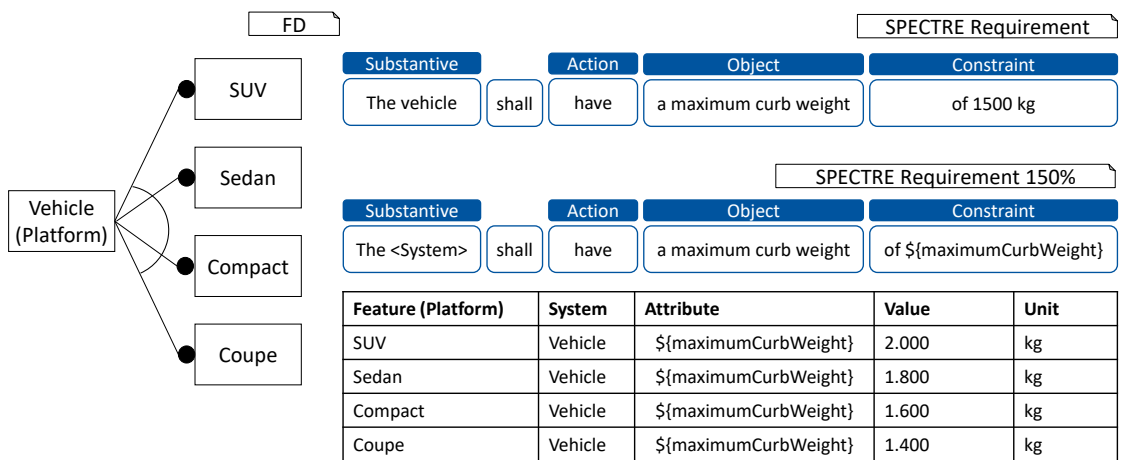 FD
SUV
Sedan
Vehicle
(Platform)
Compact
Coupe
SPECTRE Requirement
Substantive Action Object Constraint
The vehicle shall have a maximum curb weight of 1500 kg
SPECTRE Requirement 150%
Substantive Action Object Constraint
The <System> shall have a maximum curb weight of ${maximumCurbWeight}
Feature (Platform) System Attribute Value Unit
SUV Vehicle ${maximumCurbWeight} 2.000 kg
Sedan Vehicle ${maximumCurbWeight} 1.800 kg
Compact Vehicle ${maximumCurbWeight} 1.600 kg
Coupe Vehicle ${maximumCurbWeight} 1.400 kg